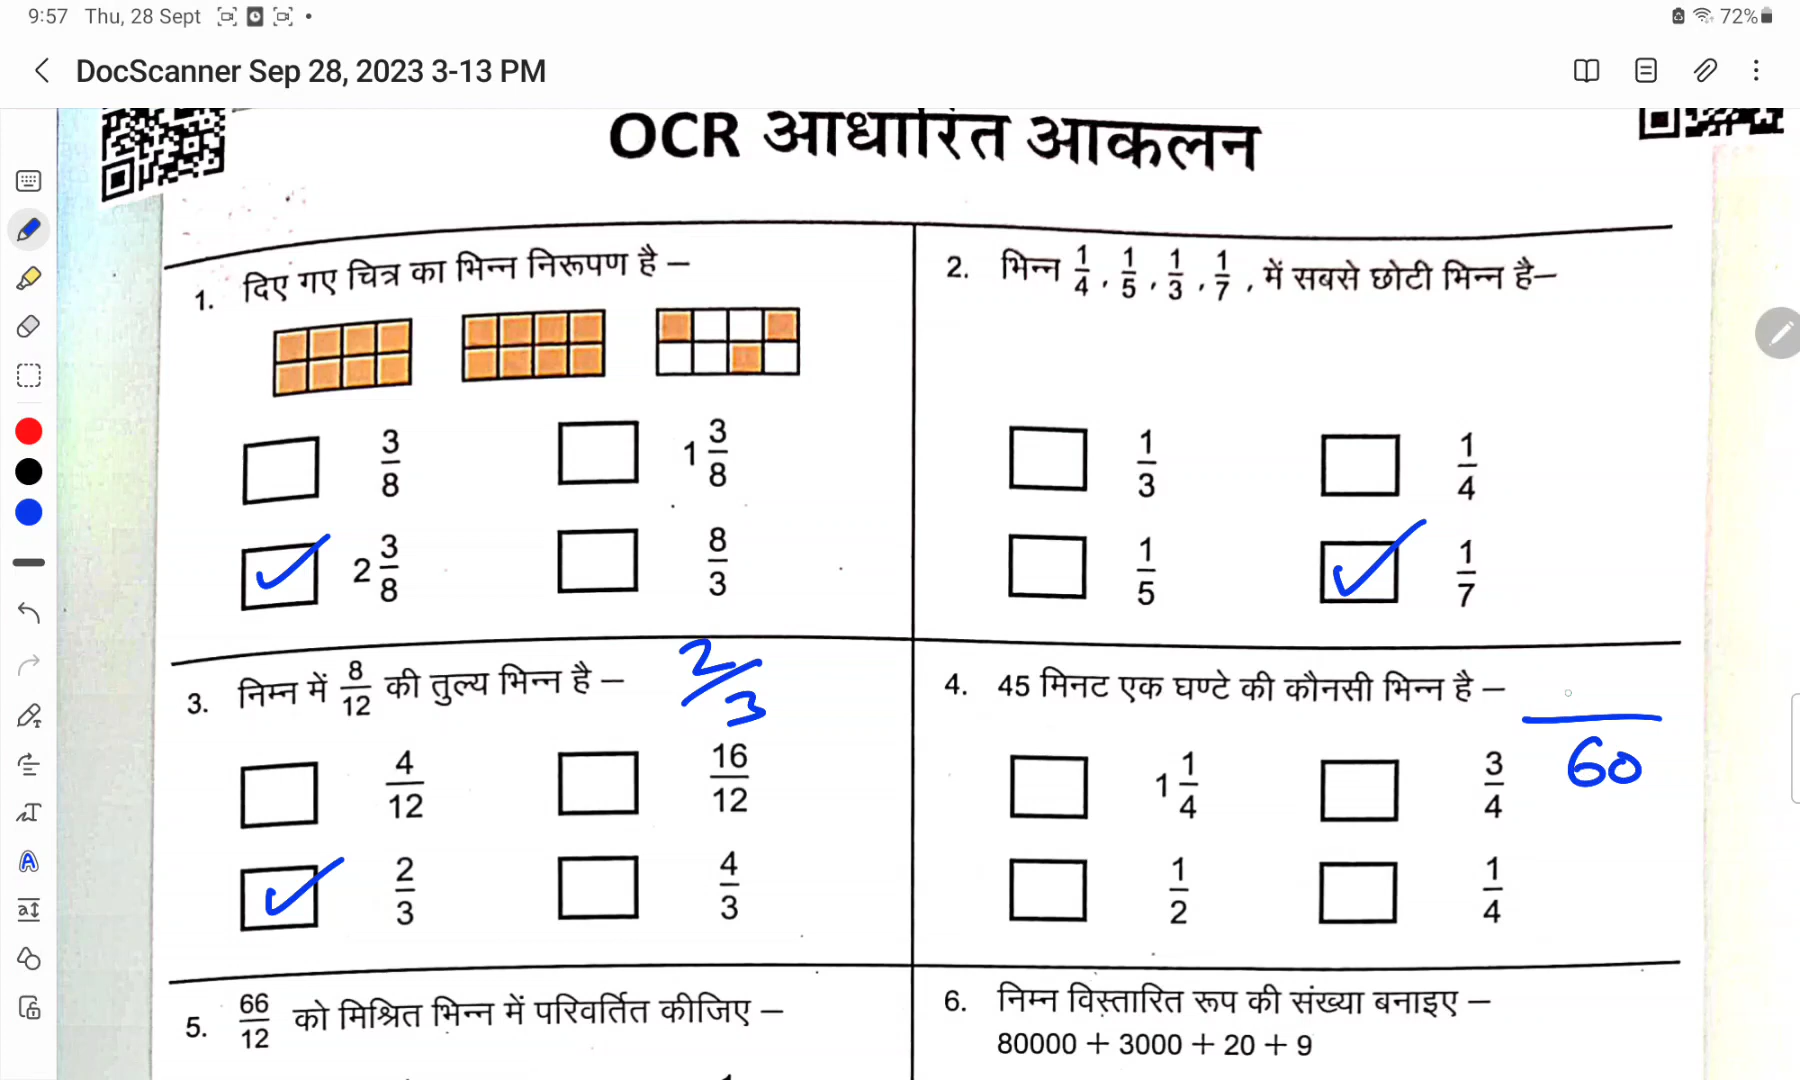 9:57 Thu, 28 Sept
72%
DocScanner Sep 28, 2023 3-13 PM
OCR आधारित आकलन
1. दिए गए चित्र का भिन्न निरूपण है –
3/8
1 3/8
2 3/8
8/3
2. भिन्न 1/4, 1/5, 1/3, 1/7, में सबसे छोटी भिन्न है–
1/3
1/4
1/5
1/7
3. निम्न में 8/12 की तुल्य भिन्न है – 2/3
4/12
16/12
2/3
4/3
4. 45 मिनट एक घण्टे की कौनसी भिन्न है –
60
1 1/4
3/4
1/2
1/4
5. 66/12 को मिश्रित भिन्न में परिवर्तित कीजिए –
6. निम्न विस्तारित रूप की संख्या बनाइए –
80000 + 3000 + 20 + 9